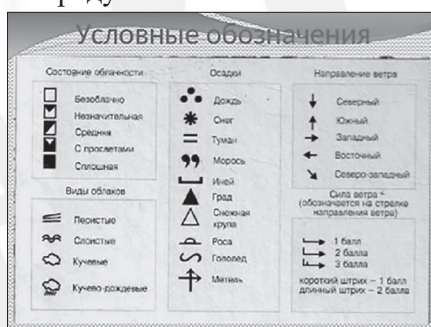 Условные обозначения
Состояние облачности
Безоблачно
Незначительная
Средняя
С просветами
Сплошная
Виды облаков
Перистые
Слоистые
Кучевые
Кучево-дождевые
Осадки
Дождь
Снег
Туман
Морось
Иней
Град
Снежная
крупа
Роса
Гололед
Метель
Направление ветра
Северный
Южный
Западный
Восточный
Северо-западный
Сила ветра
(обозначается на стрелке
направления ветра)
1 балл
2 балла
3 балла
короткий штрих – 1 балл
длинный штрих – 2 балла